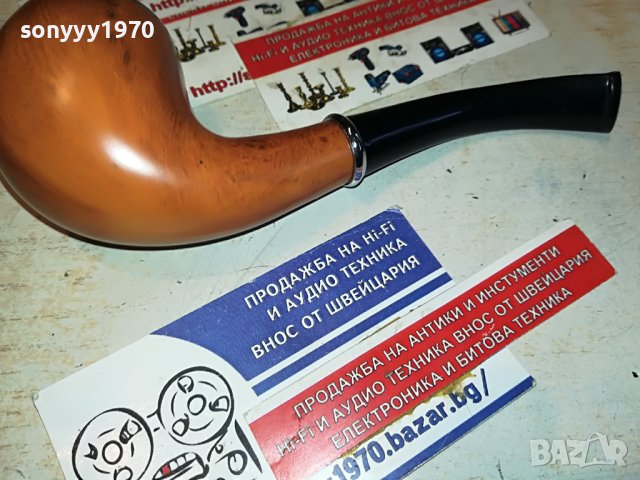 sonyyy1970
ПРОДАЖБА НА АНТИКИ И
HI-FI И АУДИО ТЕХНИКА ВНОС ОТ ШВЕЙЦАРИЯ
ЕЛЕКТРОНИКА И БИТОВА ТЕХНИКА
http://s
ПРОДАЖБА НА Hi-Fi
И АУДИО ТЕХНИКА
ВНОС ОТ ШВЕЙЦАРИЯ
ПРОДАЖБА НА АНТИКИ И ИНСТУМЕНТИ
Hi-Fi И АУДИО ТЕХНИКА ВНОС ОТ ШВЕЙЦАРИЯ
ЕЛЕКТРОНИКА И БИТОВА ТЕХНИКА
1970.bazar.bg/
BAZAR